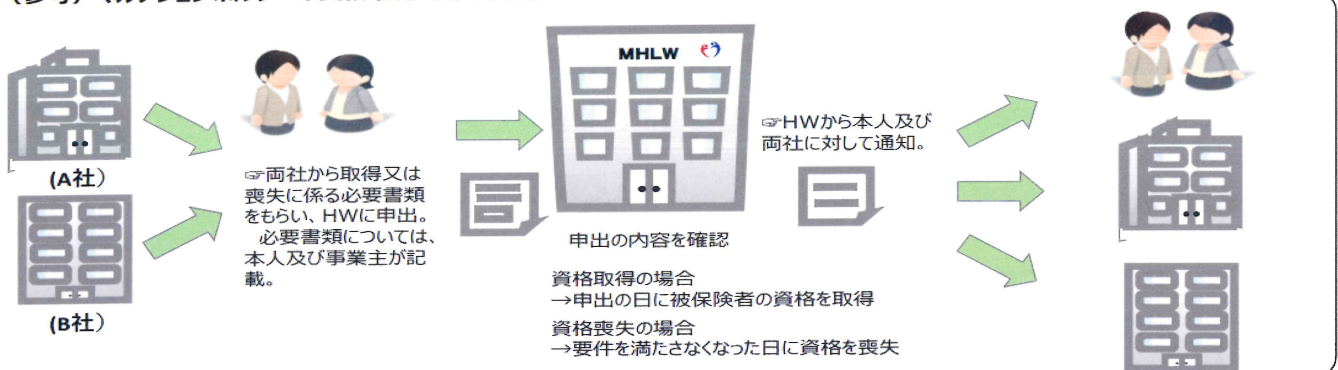 (A社)
(B社)
☞両社から取得又は
喪失に係る必要書類
をもらい、HWに申出。
必要書類については、
本人及び事業主が記
載。
MHLW
申出の内容を確認
資格取得の場合
→申出の日に被保険者の資格を取得
資格喪失の場合
→要件を満たさなくなった日に資格を喪失
☞HWから本人及び
両社に対して通知。